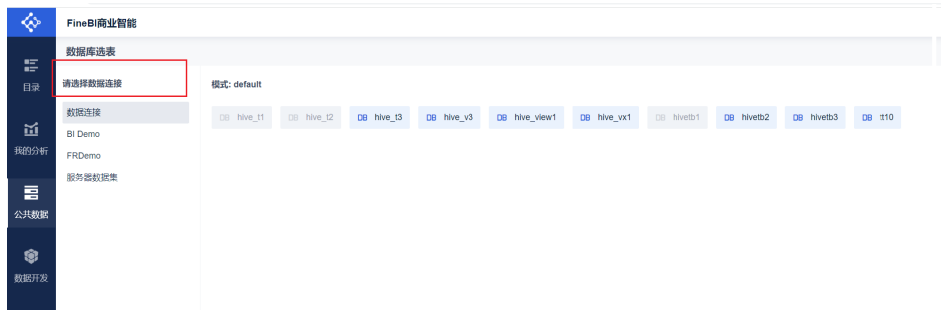 FineBI商业智能
数据库选表
目录
请选择数据连接
模式: default
数据连接
DB hive_t1 DB hive_t2 DB hive_t3 DB hive_v3 DB hive_view1 DB hive_vx1 DB hivetb1 DB hivetb2 DB hivetb3 DB tt10
BI Demo
我的分析
FRDemo
服务器数据集
公共数据
数据开发